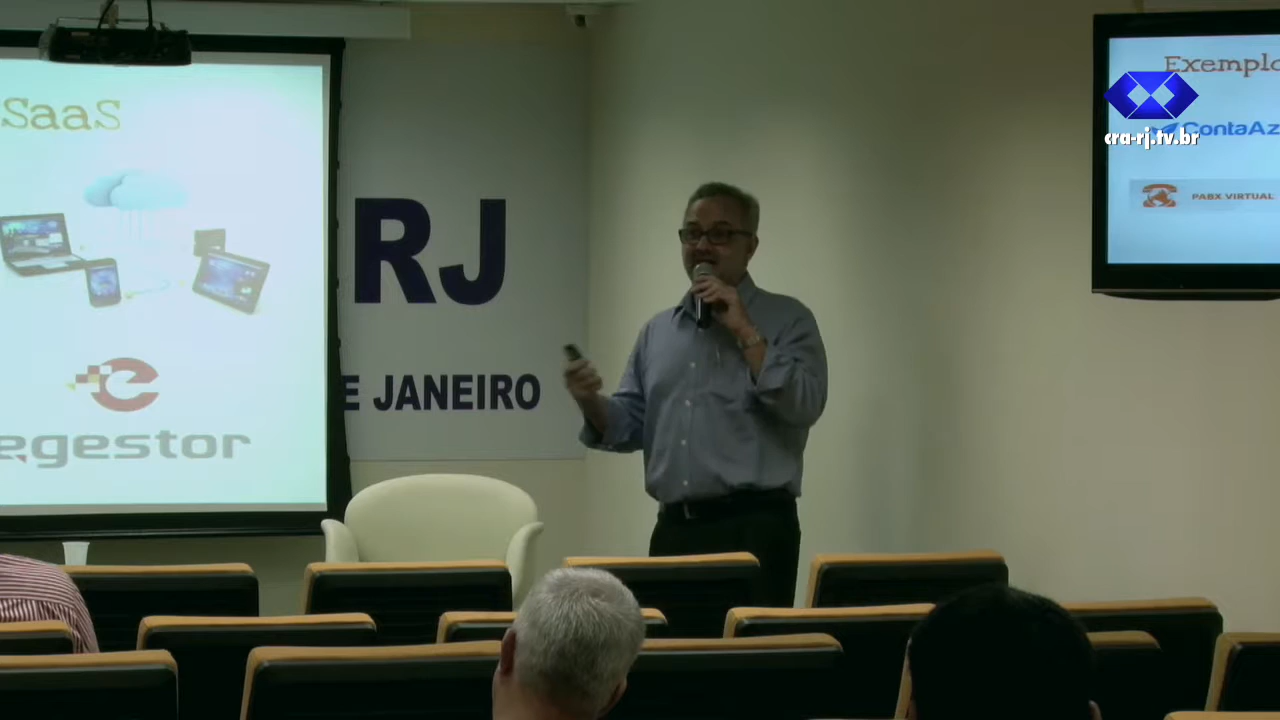 SaaS
egestor
RJ
E JANEIRO
Exemplo
ContaAz
PABX VIRTUAL
cra-rj.tv.br